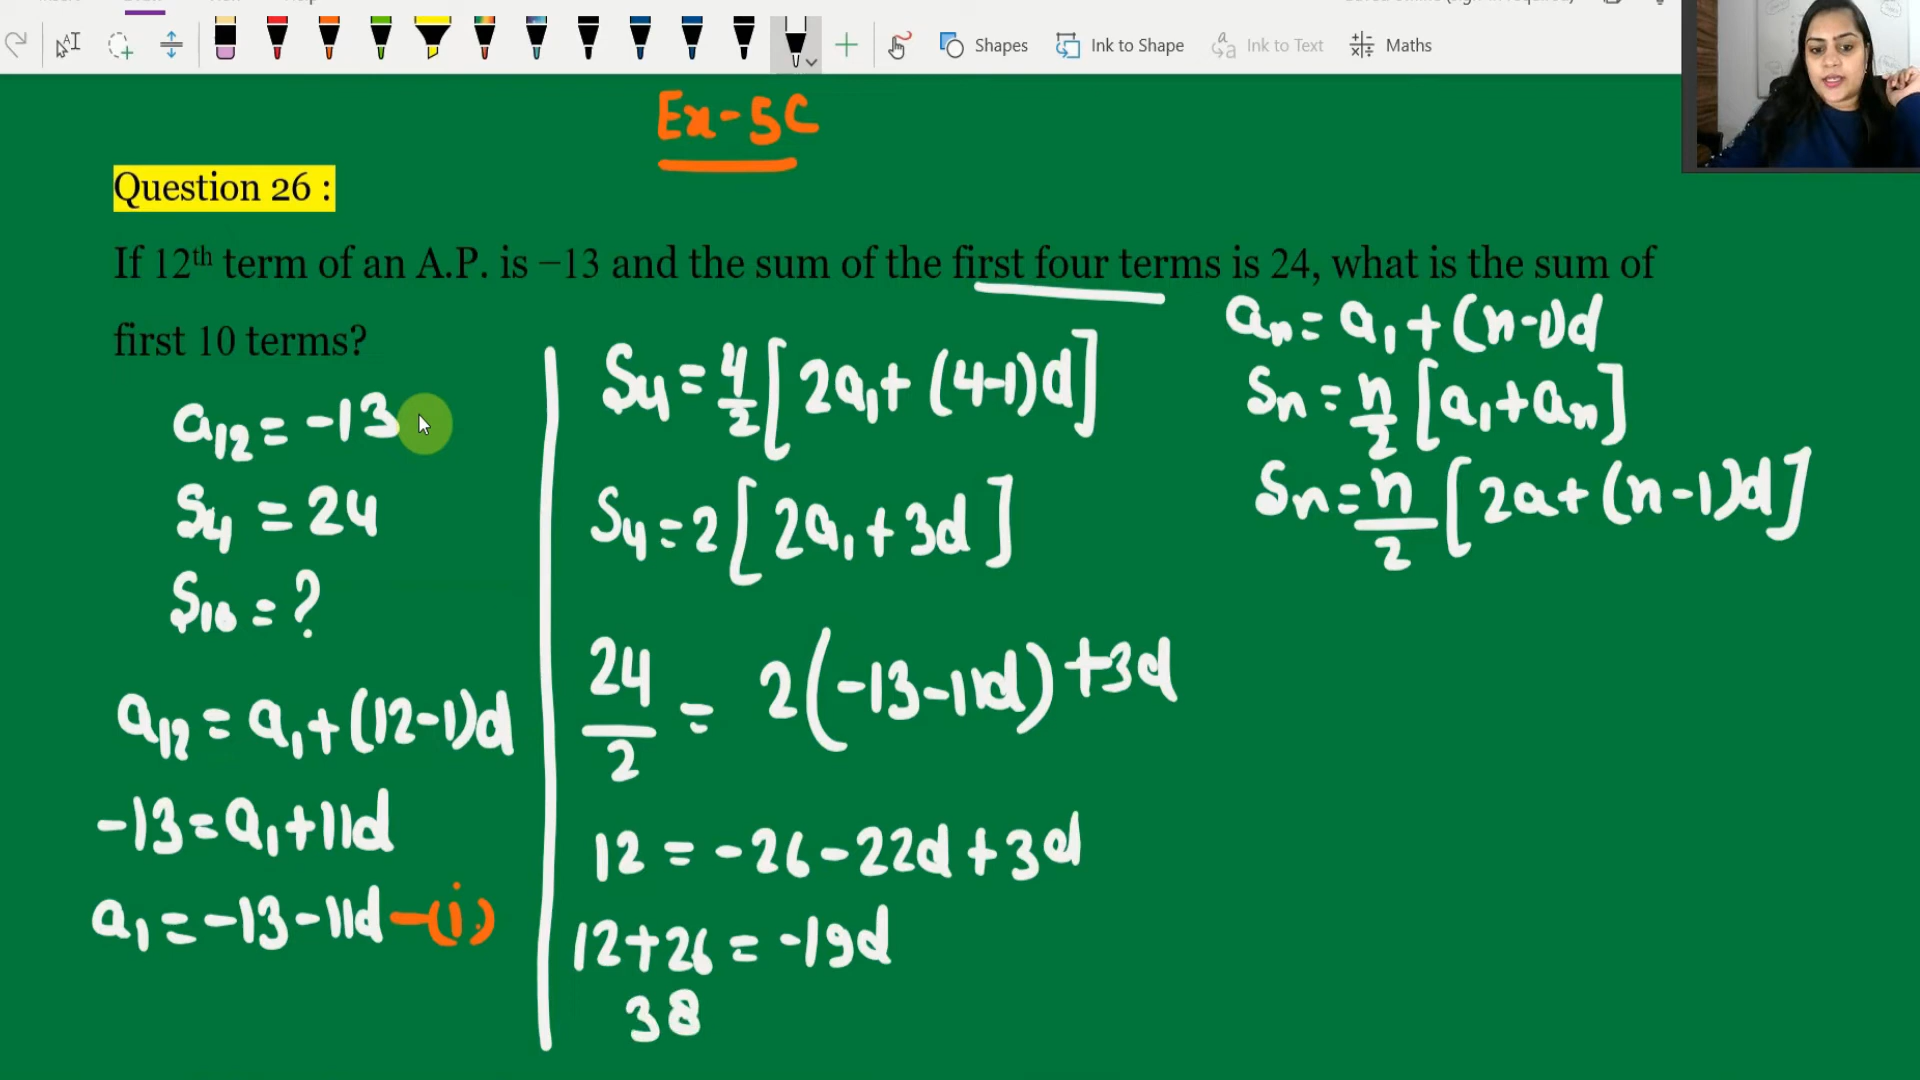 Shapes
Ink to Shape
Ink to Text
Maths
Ex-5C
Question 26 :
If 12th term of an A.P. is −13 and the sum of the first four terms is 24, what is the sum of
first 10 terms?
a12 = -13
S4 = 24
S10 = ?
a12 = a1 + (12-1)d
-13 = a1 + 11d
a1 = -13 - 11d -(i)
S4 = 4/2 [2a1 + (4-1)d]
S4 = 2 [2a1 + 3d]
24/2 = 2(-13-11d) + 3d
12 = -26 - 22d + 3d
12 + 26 = -19d
38
an = a1 + (n-1)d
Sn = n/2 [a1 + an]
Sn = n/2 [2a + (n-1)d]